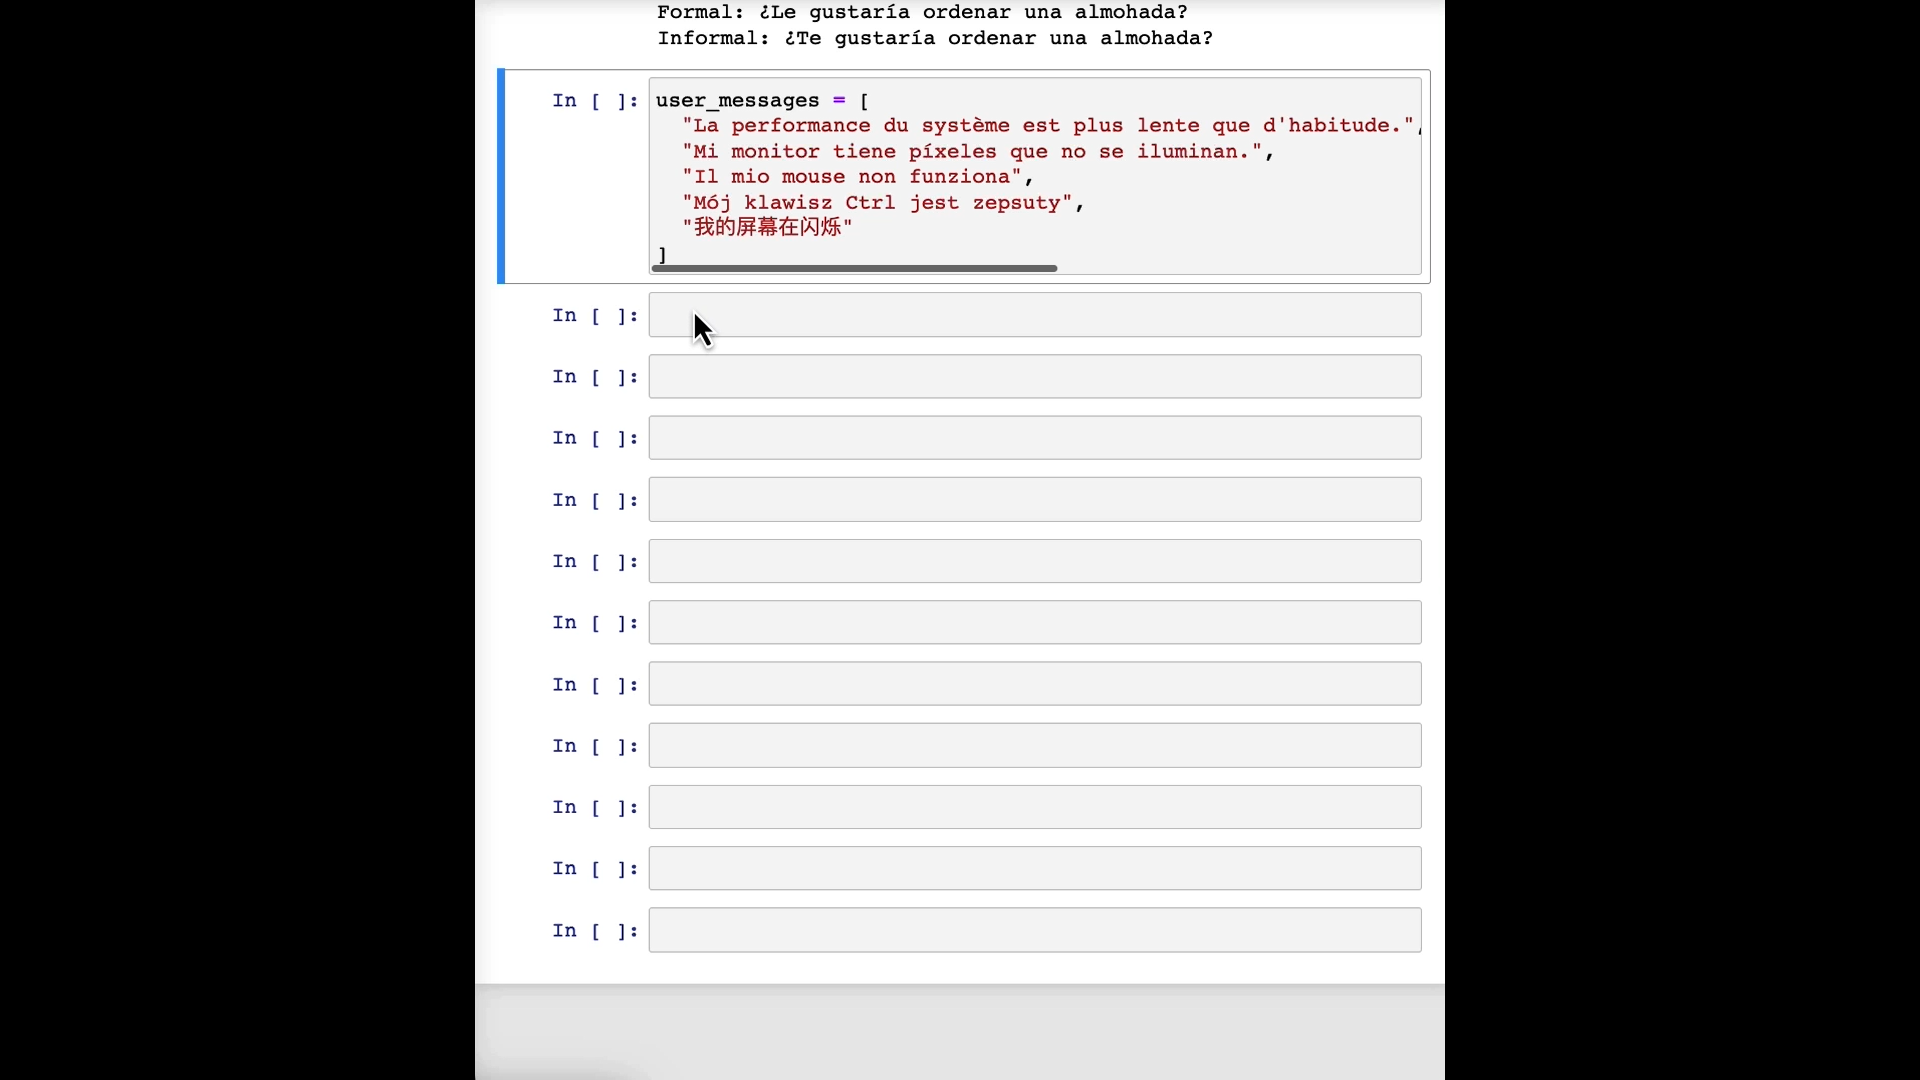 Formal: ¿Le gustaría ordenar una almohada?
Informal: ¿Te gustaría ordenar una almohada?
In [ ]: user_messages = [
"La performance du système est plus lente que d'habitude.",
"Mi monitor tiene píxeles que no se iluminan.",
"Il mio mouse non funziona",
"Mój klawisz Ctrl jest zepsuty",
"我的屏幕在闪烁"
]
In [ ]:
In [ ]:
In [ ]:
In [ ]:
In [ ]:
In [ ]:
In [ ]:
In [ ]:
In [ ]:
In [ ]:
In [ ]: